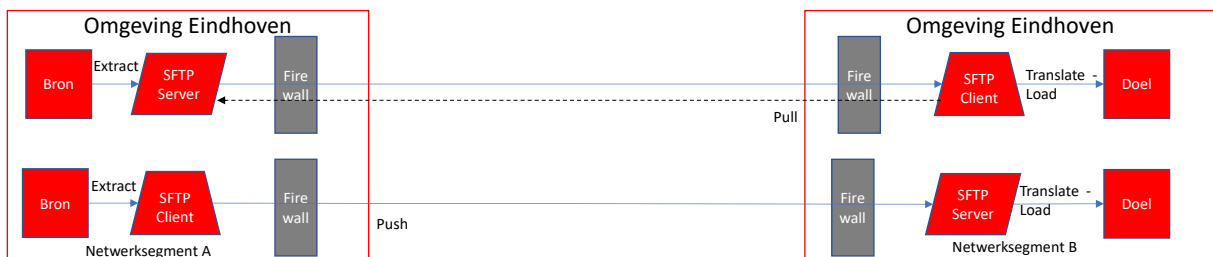 Omgeving Eindhoven
Omgeving Eindhoven
Bron
Extract
SFTP
Server
Fire
wall
Fire
wall
SFTP
Client
Translate -
Load
Doel
Pull
Bron
Extract
SFTP
Client
Fire
wall
Push
Fire
wall
SFTP
Server
Translate -
Load
Doel
Netwerksegment A
Netwerksegment B